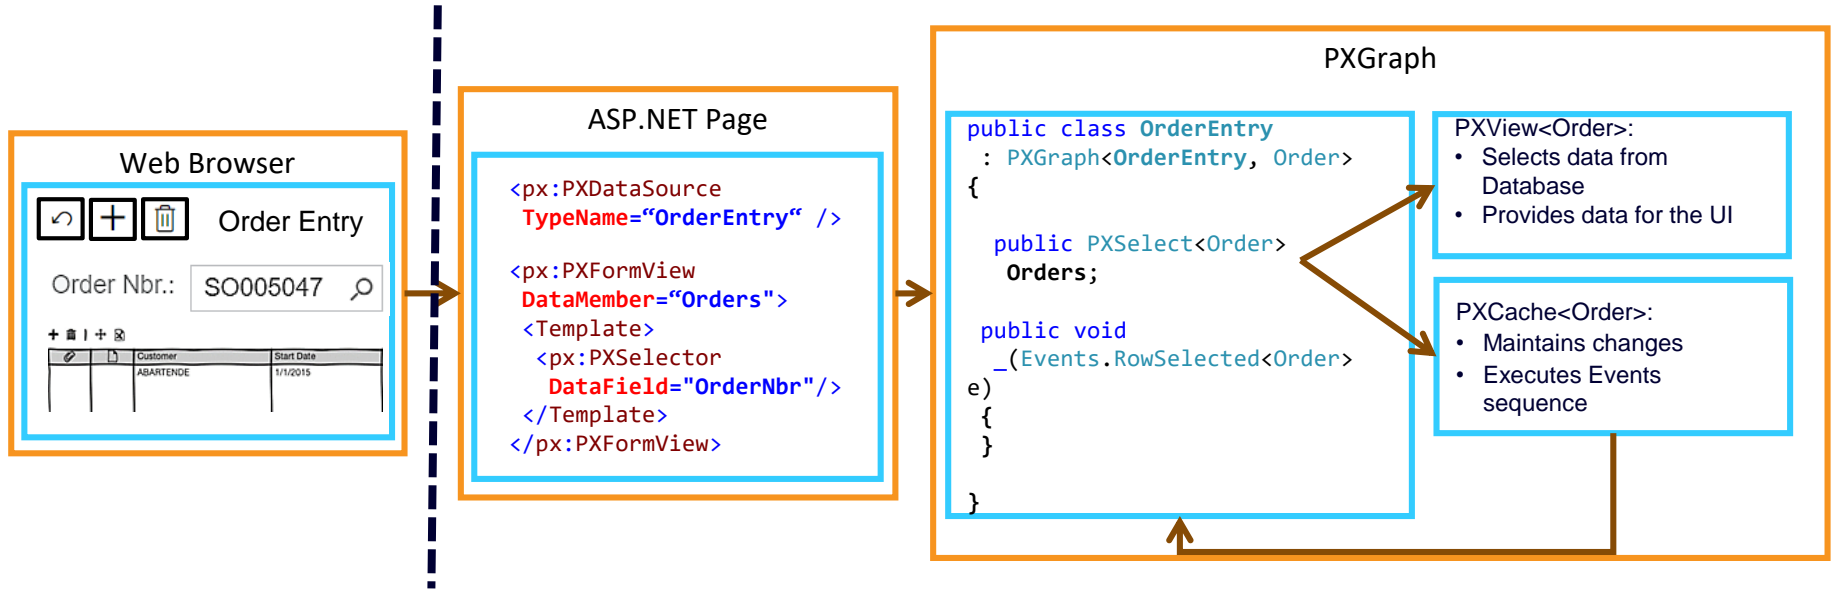 Web Browser
Order Entry
Order Nbr.:
SO005047
Customer
Start Date
ABARTENDE
1/1/2015
ASP.NET Page
<px:PXDataSource
TypeName=“OrderEntry“ />
<px:PXFormView
DataMember=“Orders">
<Template>
<px:PXSelector
DataField="OrderNbr"/>
</Template>
</px:PXFormView>
PXGraph
public class OrderEntry
: PXGraph<OrderEntry, Order>
{
public PXSelect<Order>
Orders;
public void
_(Events.RowSelected<Order>
e)
{
}
}
PXView<Order>:
• Selects data from
Database
• Provides data for the UI
PXCache<Order>:
• Maintains changes
• Executes Events
sequence